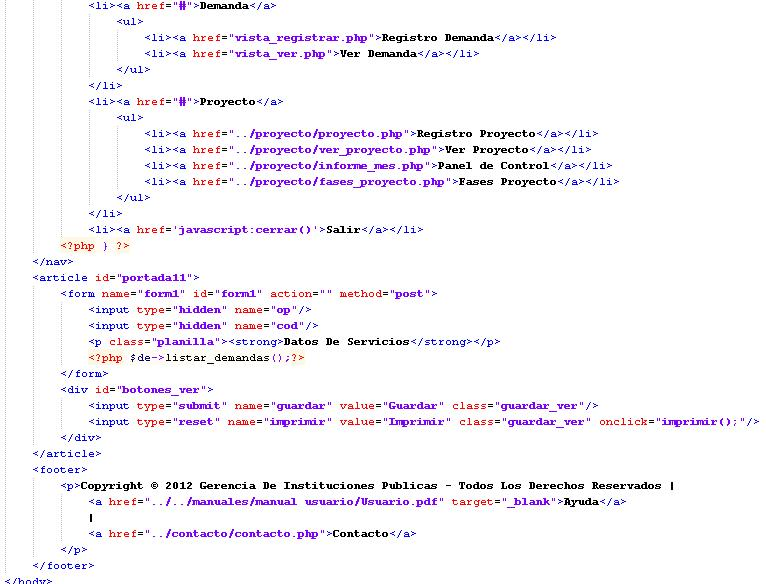 <li><a href="#">Demanda</a>
<ul>
<li><a href="vista_registrar.php">Registro Demanda</a></li>
<li><a href="vista_ver.php">Ver Demanda</a></li>
</ul>
</li>
<li><a href="#">Proyecto</a>
<ul>
<li><a href="../proyecto/proyecto.php">Registro Proyecto</a></li>
<li><a href="../proyecto/ver_proyecto.php">Ver Proyecto</a></li>
<li><a href="../proyecto/informe_mes.php">Panel de Control</a></li>
<li><a href="../proyecto/fases_proyecto.php">Fases Proyecto</a></li>
</ul>
</li>
<li><a href='javascript:cerrar()'>Salir</a></li>
<?php } ?>
</nav>
<article id="portada11">
<form name="form1" id="form1" action="" method="post">
<input type="hidden" name="op"/>
<input type="hidden" name="cod"/>
<p class="planilla"><strong>Datos De Servicios</strong></p>
<?php $de->listar_demandas();?>
</form>
<div id="botones_ver">
<input type="submit" name="guardar" value="Guardar" class="guardar_ver"/>
<input type="reset" name="imprimir" value="Imprimir" class="guardar_ver" onclick="imprimir();"/>
</div>
</article>
<footer>
<p>Copyright © 2012 Gerencia De Instituciones Publicas - Todos Los Derechos Reservados |
<a href="../../manuales/manual usuario/Usuario.pdf" target="_blank">Ayuda</a>
|
<a href="../contacto/contacto.php">Contacto</a>
</p>
</footer>
</body>